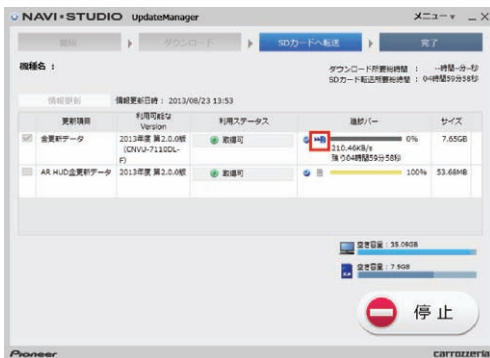 NAVI•STUDIO UpdateManager
メニュー
開始
ダウンロード
SDカードへ転送
完了
機種名：
ダウンロード所要総時間 ： --時間-分-秒
SDカード転送所要総時間 ： 04時間59分58秒
情報更新
情報更新日時 ： 2013/08/23 13:53
更新項目
利用可能な Version
利用ステータス
進捗バー
サイズ
全更新データ
2013年度 第2.0.0版
(CNVU-7110DL-F)
取得可
0%
7.65GB
210.46KB/s
残り04時間59分58秒
AR HUD全更新データ
2013年度 第2.0.0版
取得可
100%
53.68MB
空き容量 : 35.09GB
空き容量 : 7.9GB
停止
Pioneer
carrozzeria